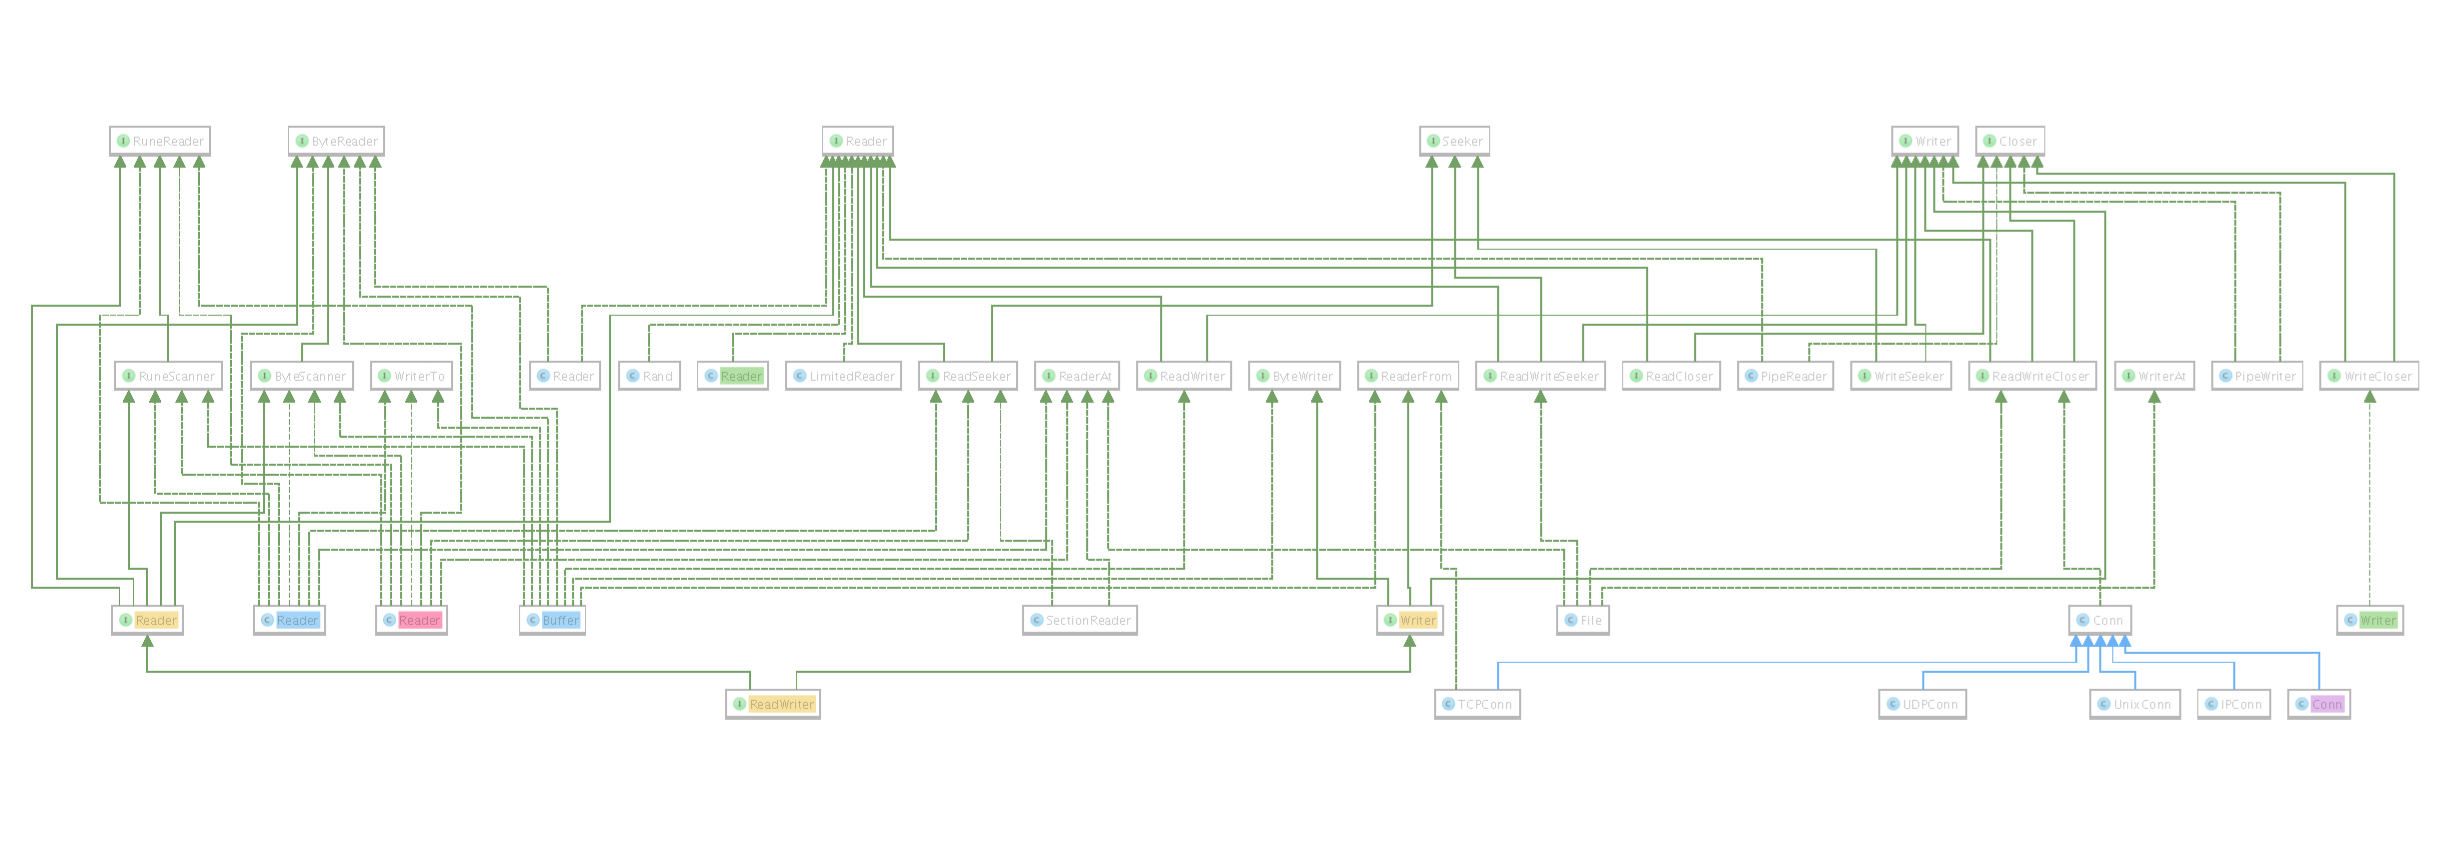 I RuneReader
I ByteReader
I Reader
I Seeker
I Writer
I Closer
I RuneScanner
I ByteScanner
I WriterTo
C Reader
C Rand
C Reader
C LimitedReader
I ReadSeeker
I ReaderAt
I ReadWriter
I ByteWriter
I ReaderFrom
I ReadWriteSeeker
I ReadCloser
C PipeReader
I WriteSeeker
I ReadWriteCloser
I WriterAt
C PipeWriter
I WriteCloser
I Reader
C Reader
C Reader
C Buffer
C SectionReader
I Writer
C File
C Conn
C Writer
I ReadWriter
C TCPConn
C UDPConn
C UnixConn
C IPConn
C Conn